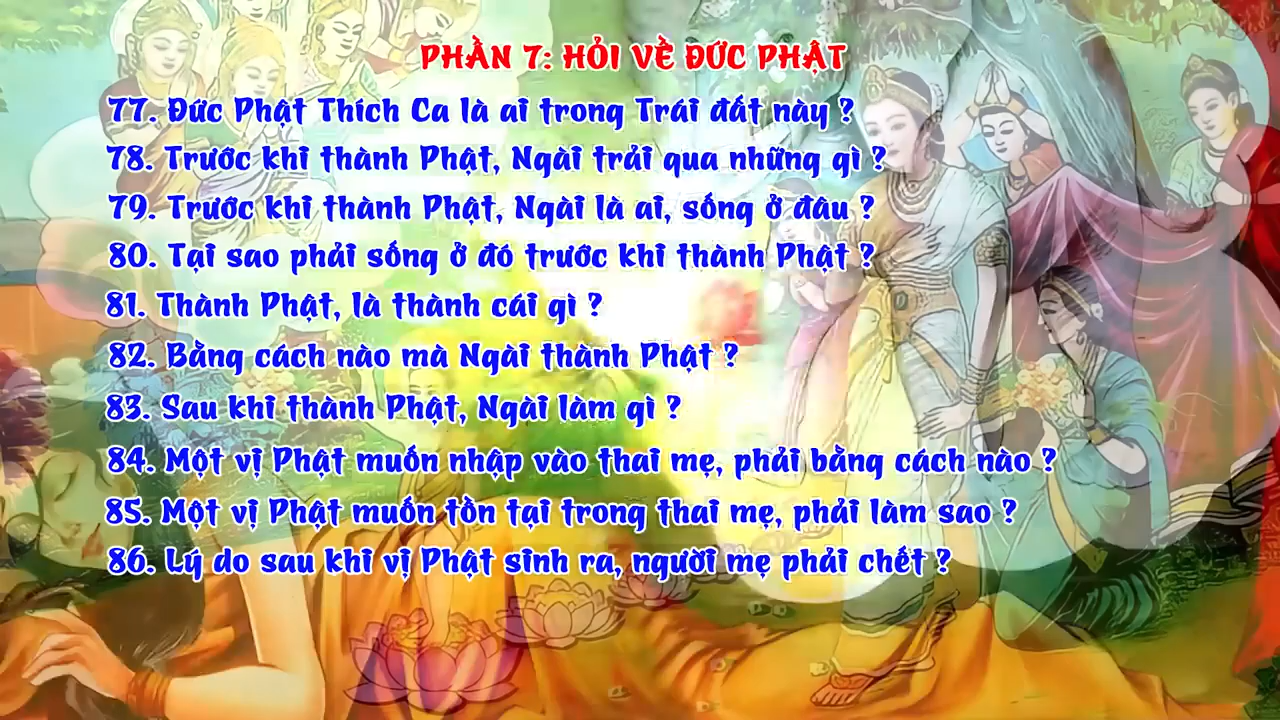 PHẦN 7: HỎI VỀ ĐỨC PHẬT
77. Đức Phật Thích Ca là ai trong Trái đất này ?
78. Trước khi thành Phật, Ngài trải qua những gì ?
79. Trước khi thành Phật, Ngài là ai, sống ở đâu ?
80. Tại sao phải sống ở đó trước khi thành Phật ?
81. Thành Phật, là thành cái gì ?
82. Bằng cách nào mà Ngài thành Phật ?
83. Sau khi thành Phật, Ngài làm gì ?
84. Một vị Phật muốn nhập vào thai mẹ, phải bằng cách nào ?
85. Một vị Phật muốn tồn tại trong thai mẹ, phải làm sao ?
86. Lý do sau khi vị Phật sinh ra, người mẹ phải chết ?